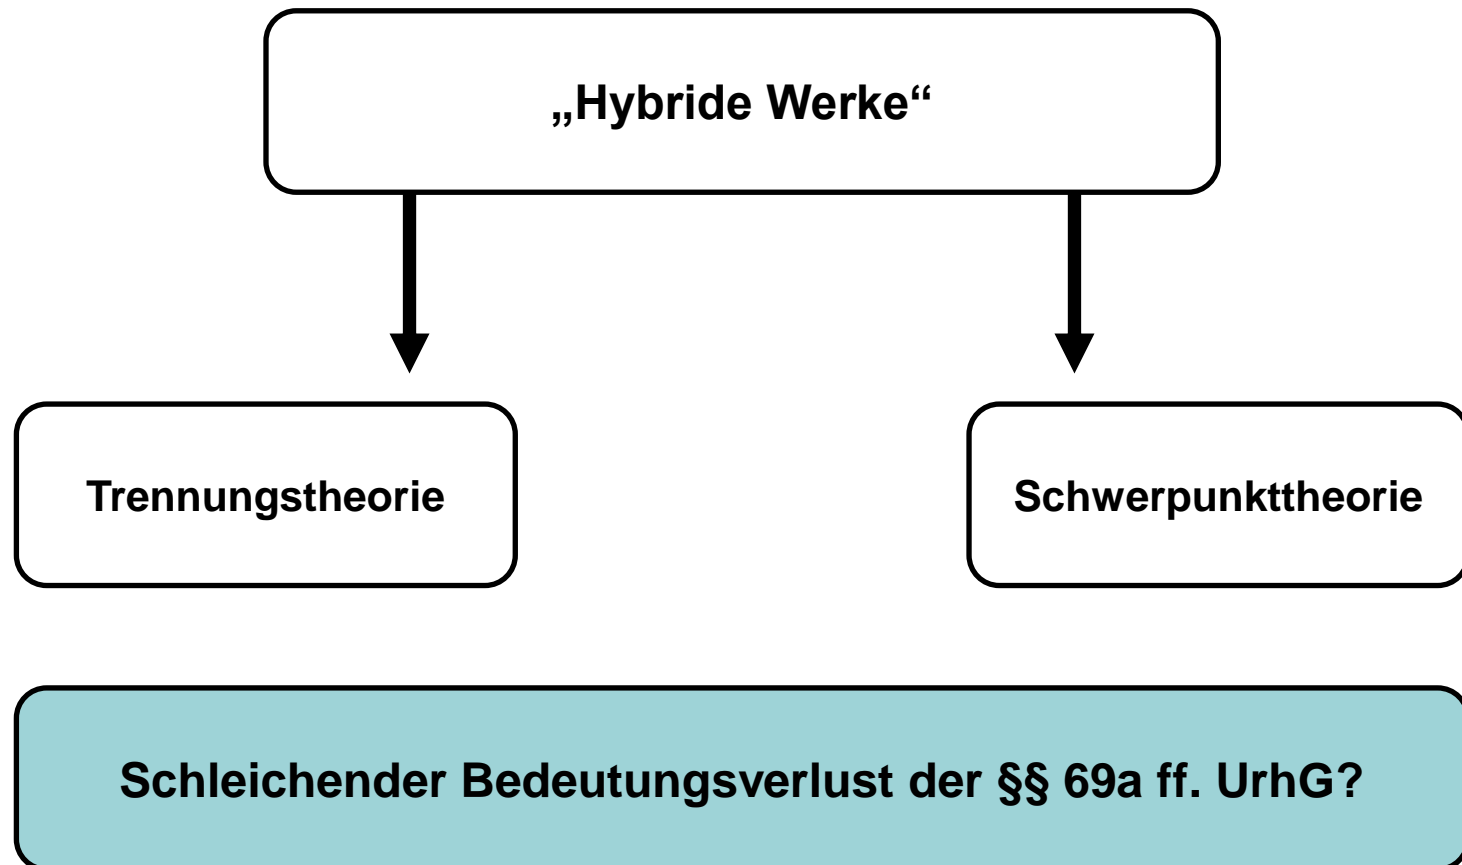 „Hybride Werke“
Trennungstheorie
Schwerpunkttheorie
Schleichender Bedeutungsverlust der §§ 69a ff. UrhG?